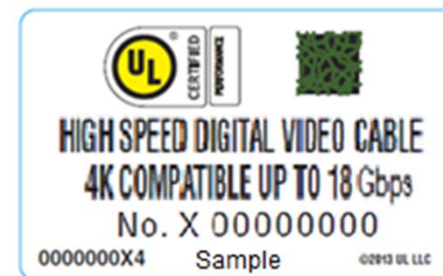 UL ® CERTIFIED PERFORMANCE
HIGH SPEED DIGITAL VIDEO CABLE
4K COMPATIBLE UP TO 18 Gbps
No. X 00000000
0000000X4 Sample ©2013 UL LLC